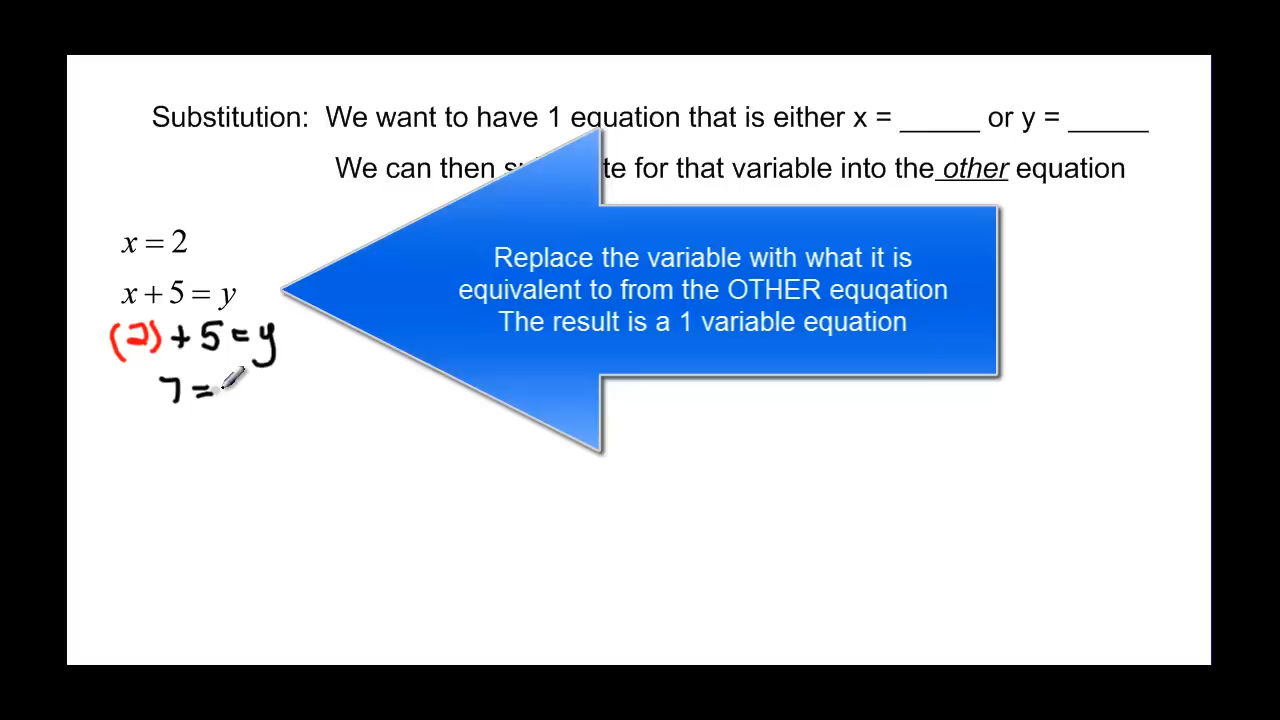 Substitution: We want to have 1 equation that is either x = _____ or y = _____
We can then te for that variable into the other equation
x = 2
x + 5 = y
(2) + 5 = y
7 =
Replace the variable with what it is
equivalent to from the OTHER equqation
The result is a 1 variable equation